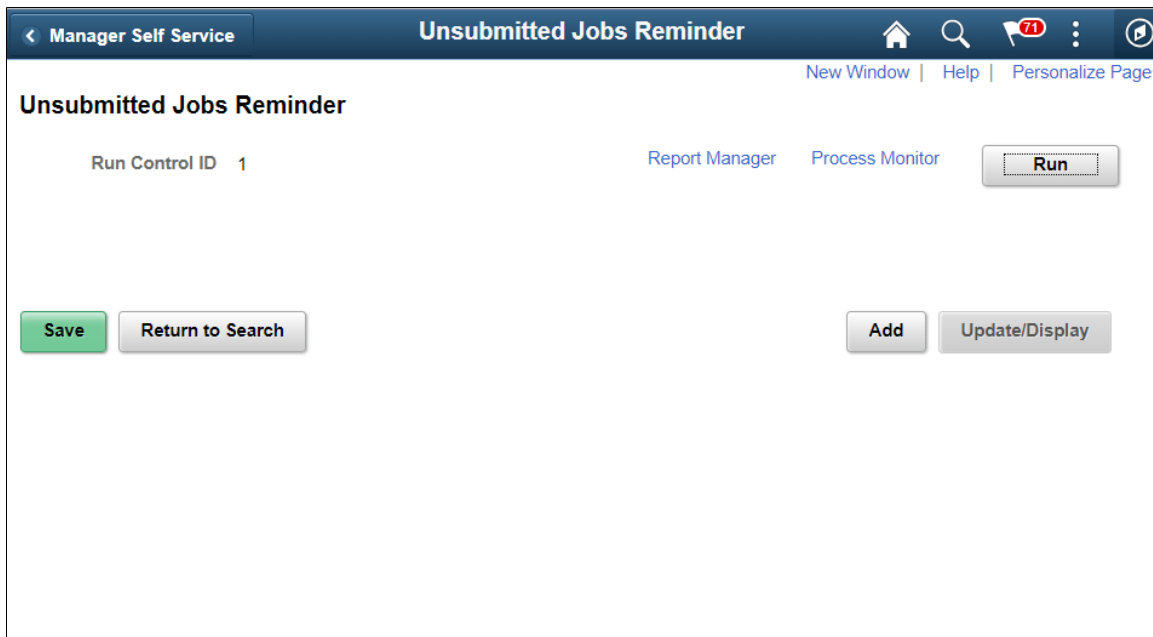 Manager Self Service
Unsubmitted Jobs Reminder
71
New Window | Help | Personalize Page
Unsubmitted Jobs Reminder
Run Control ID 1 Report Manager Process Monitor Run
Save Return to Search Add Update/Display